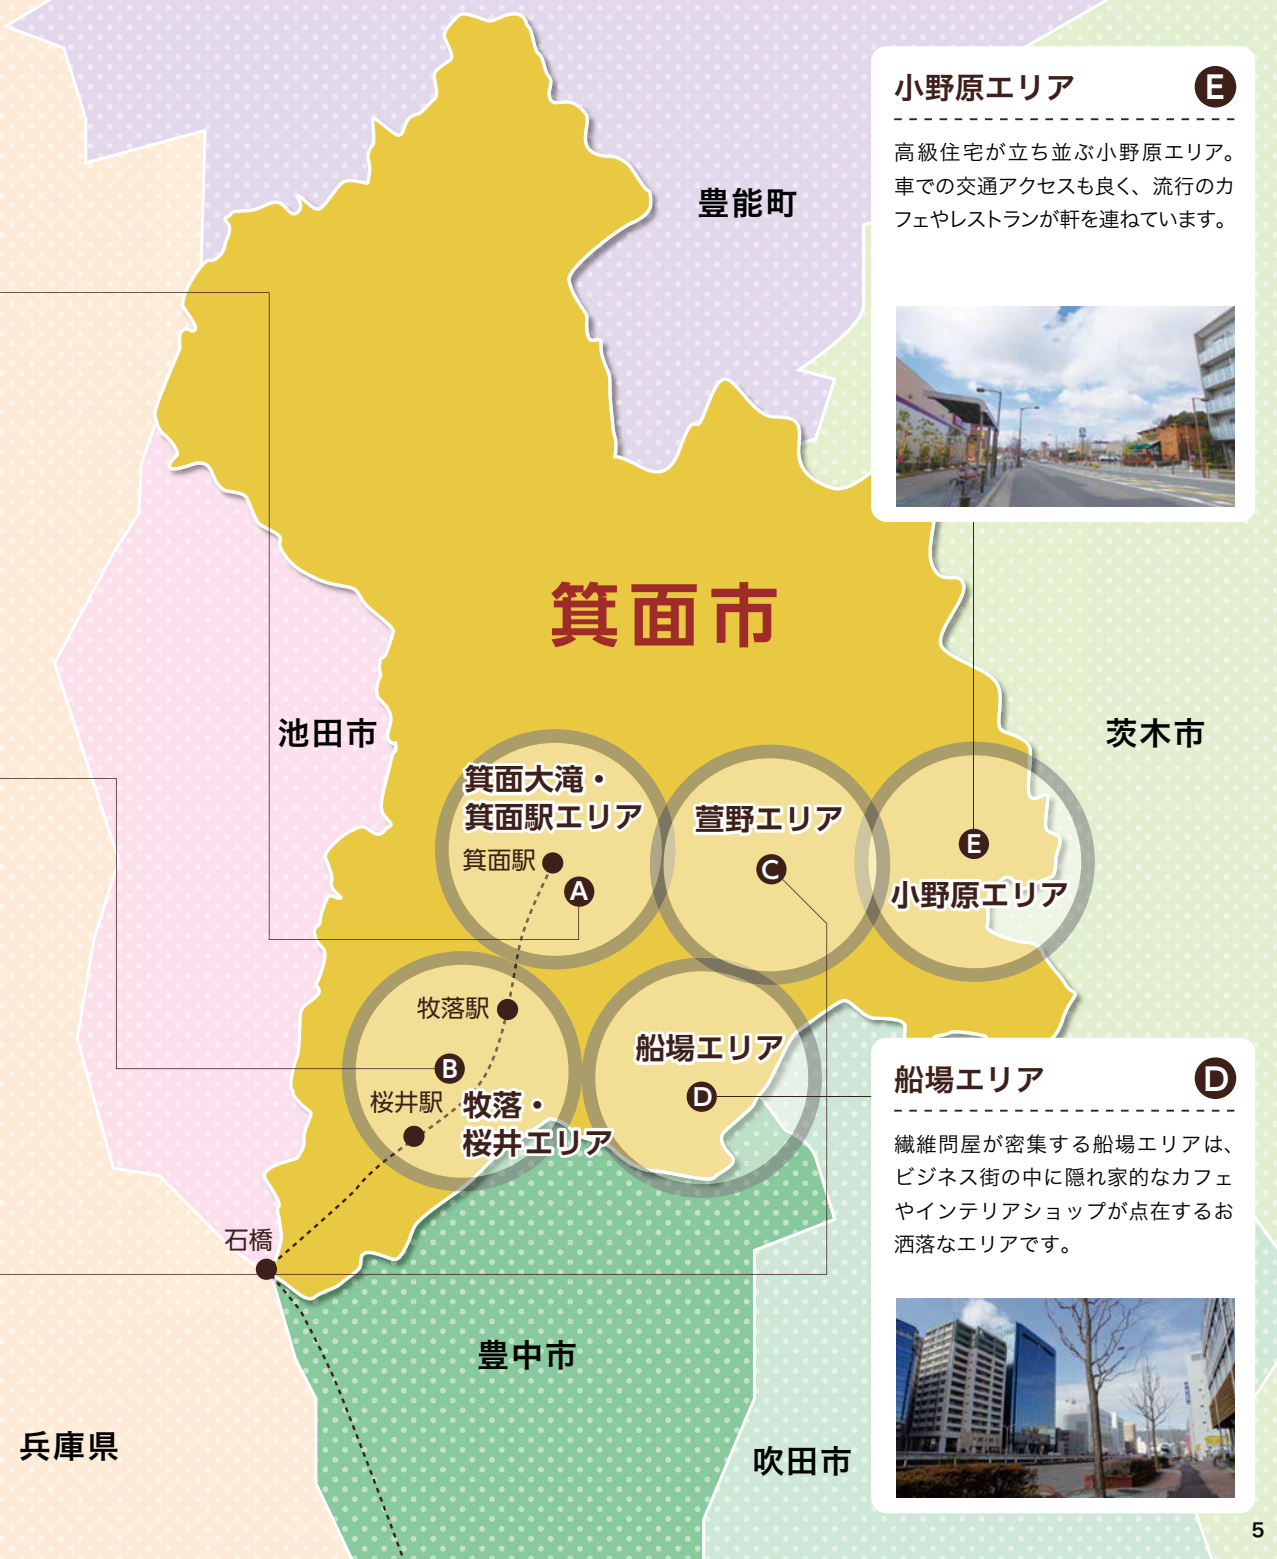 小野原エリア
E
高級住宅が立ち並ぶ小野原エリア。
車での交通アクセスも良く、流行のカ
フェやレストランが軒を連ねています。
豊能町
箕面市
池田市
茨木市
箕面大滝・
箕面駅エリア
箕面駅
A
萱野エリア
C
E
小野原エリア
牧落駅
B
桜井駅
牧落・
桜井エリア
船場エリア
D
石橋
豊中市
兵庫県
吹田市
船場エリア
D
繊維問屋が密集する船場エリアは、
ビジネス街の中に隠れ家的なカフェ
やインテリアショップが点在するお
洒落なエリアです。
5